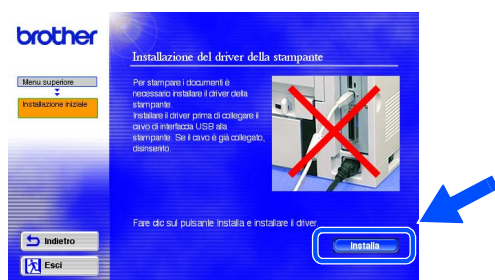 brother
Installazione del driver della stampante
Menu superiore
Installazione iniziale
Per stampare i documenti è
necessario installare il driver della
stampante.
Installare il driver prima di collegare il
cavo di interfaccia USB alla
stampante. Se il cavo è già collegato,
disinserirlo.
Fare clic sul pulsante Installa e installare il driver
Installa
Indietro
Esci